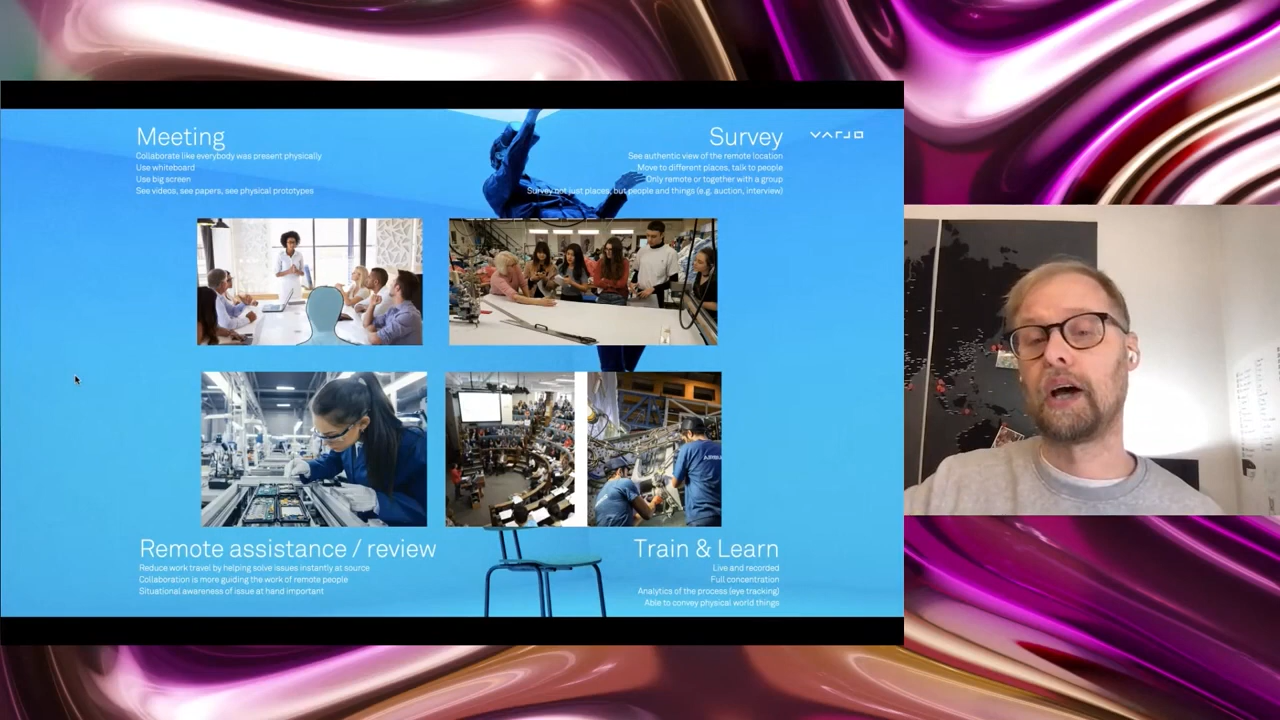 Meeting
Collaborate like everybody was present physically
Use whiteboard
Use big screen
See videos, see papers, see physical prototypes
Survey
See authentic view of the remote location
Move to different places, talk to people
Only remote or together with a group
Survey not just places, but people and things (e.g. auction, interview)
VARJO
Remote assistance / review
Reduce work travel by helping solve issues instantly at source
Collaboration is more guiding the work of remote people
Situational awareness of issue at hand important
Train & Learn
Live and recorded
Full concentration
Analytics of the process (eye tracking)
Able to convey physical world things